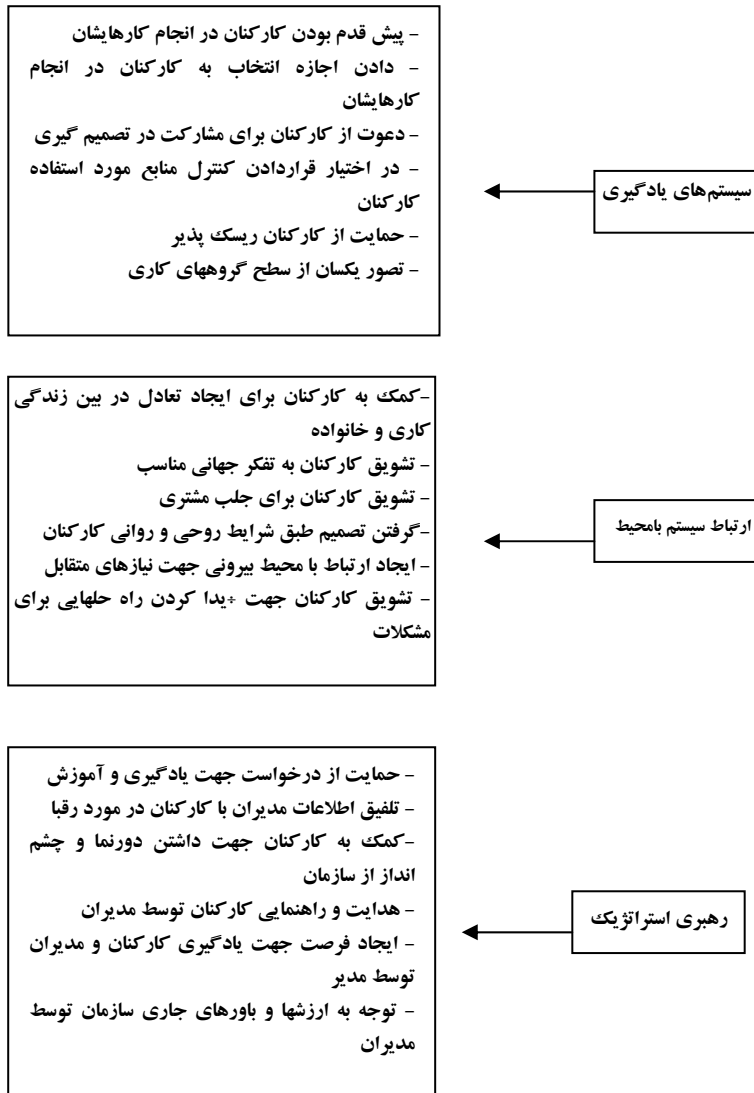 - پیش قدم بودن کارکنان در انجام کارهایشان
- دادن اجازه انتخاب به کارکنان در انجام
کارهایشان
- دعوت از کارکنان برای مشارکت در تصمیم گیری
- در اختیار قراردادن کنترل منابع مورد استفاده
کارکنان
- حمایت از کارکنان ریسک پذیر
- تصور یکسان از سطح گروههای کاری
سیستم‌های یادگیری
-کمک به کارکنان برای ایجاد تعادل در بین زندگی
کاری و خانواده
- تشویق کارکنان به تفکر جهانی مناسب
- تشویق کارکنان برای جلب مشتری
-گرفتن تصمیم طبق شرایط روحی و روانی کارکنان
- ایجاد ارتباط با محیط بیرونی جهت نیازهای متقابل
- تشویق کارکنان جهت ÷یدا کردن راه حلهایی برای
مشکلات
ارتباط سیستم بامحیط
- حمایت از درخواست جهت یادگیری و آموزش
- تلفیق اطلاعات مدیران با کارکنان در مورد رقبا
-کمک به کارکنان جهت داشتن دورنما و چشم
انداز از سازمان
- هدایت و راهنمایی کارکنان توسط مدیران
- ایجاد فرصت جهت یادگیری کارکنان و مدیران
توسط مدیر
- توجه به ارزشها و باورهای جاری سازمان توسط
مدیران
رهبری استراتژیک